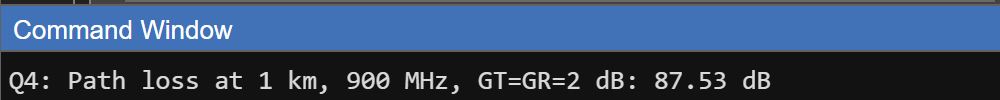 Command Window
Q4: Path loss at 1 km, 900 MHz, GT=GR=2 dB: 87.53 dB